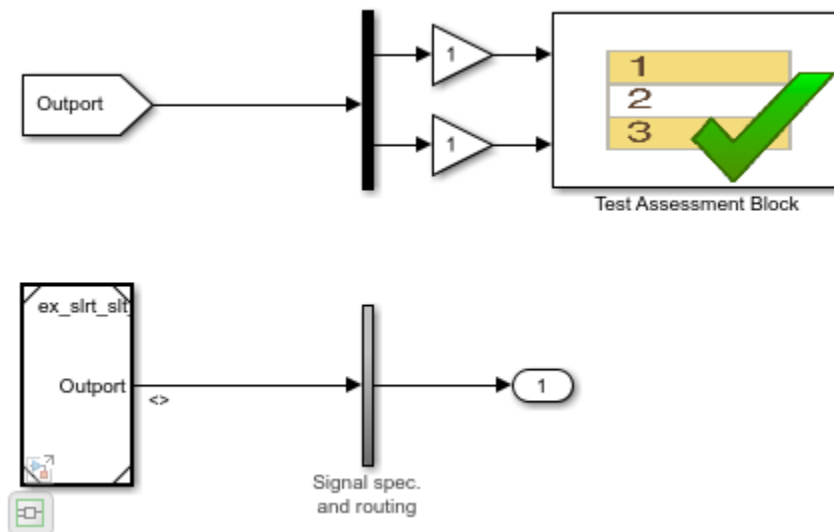 Outport
1
1
1
2
3
Test Assessment Block
ex_slrt_slt
Outport
<>
1
Signal spec.
and routing